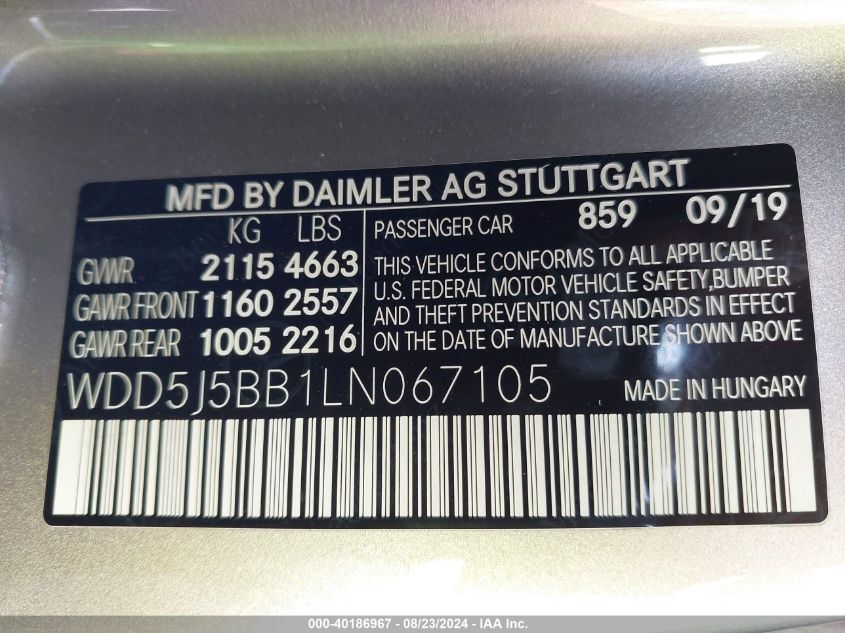 MFD BY DAIMLER AG STUTTGART
KG LBS
GVWR 2115 4663
GAWR FRONT 1160 2557
GAWR REAR 1005 2216
PASSENGER CAR 859 09/19
THIS VEHICLE CONFORMS TO ALL APPLICABLE
U.S. FEDERAL MOTOR VEHICLE SAFETY, BUMPER
AND THEFT PREVENTION STANDARDS IN EFFECT
ON THE DATE OF MANUFACTURE SHOWN ABOVE
WDD5J5BB1LN067105
MADE IN HUNGARY
000-40186967 - 08/23/2024 - IAA Inc.